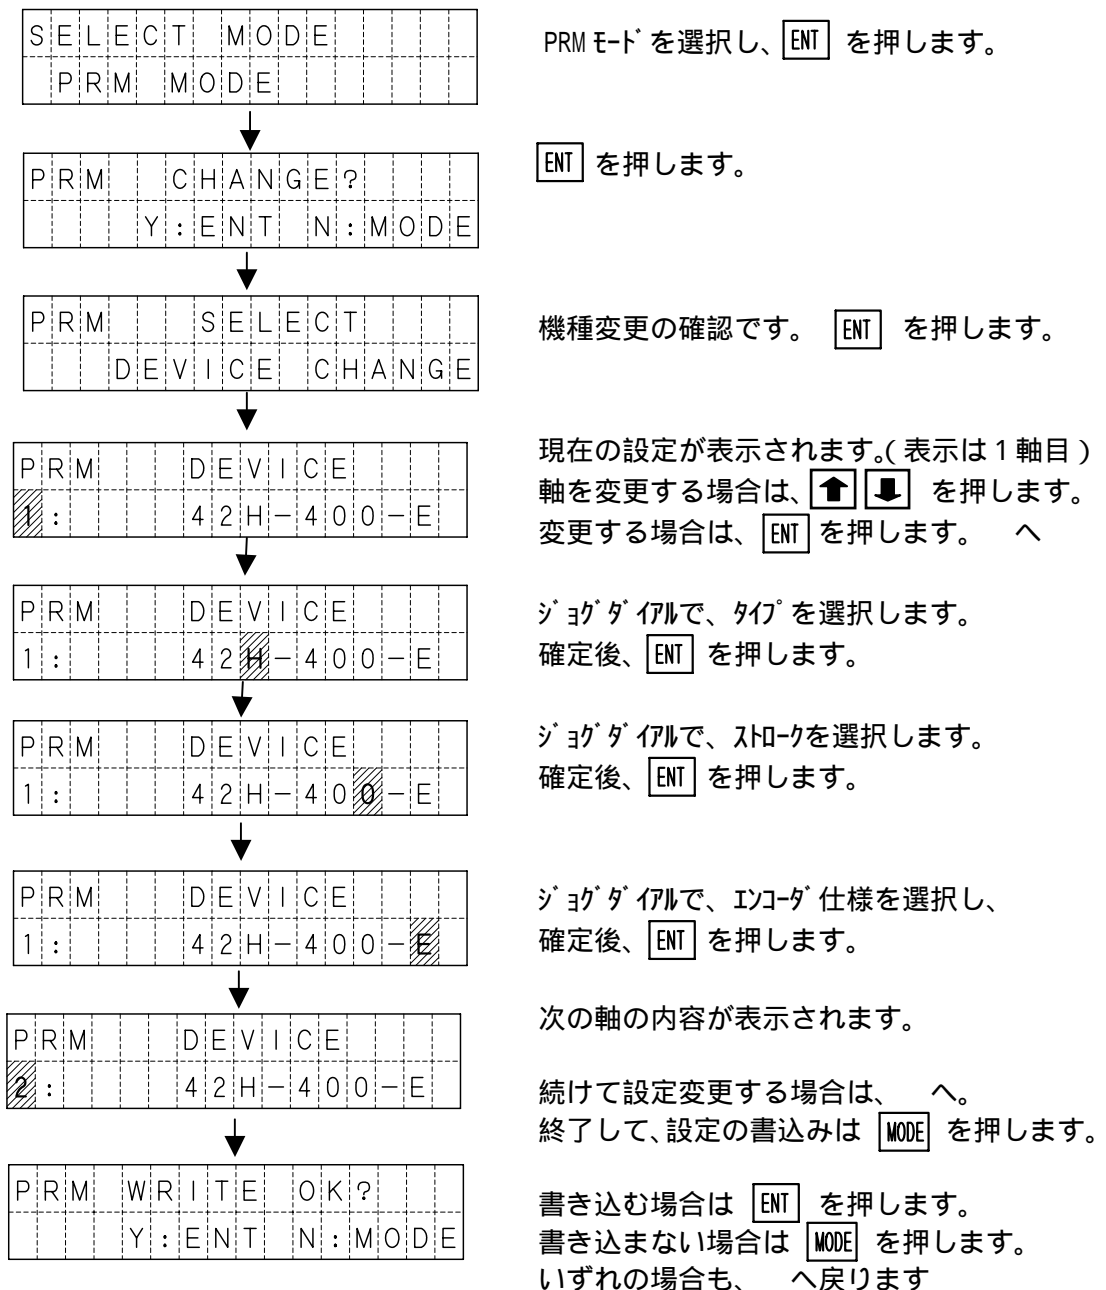 SELECT MODE
PRM MODE
PRMモードを選択し、ENT を押します。
PRM CHANGE?
Y:ENT N:MODE
ENT を押します。
PRM SELECT
DEVICE CHANGE
機種変更の確認です。 ENT を押します。
PRM DEVICE
1: 42H-400-E
現在の設定が表示されます。(表示は1軸目)
軸を変更する場合は、⬆⬇ を押します。
変更する場合は、ENT を押します。　へ
PRM DEVICE
1: 42H-400-E
ジョグダイアルで、タイプを選択します。
確定後、ENT を押します。
PRM DEVICE
1: 42H-400-E
ジョグダイアルで、ストロークを選択します。
確定後、ENT を押します。
PRM DEVICE
1: 42H-400-E
ジョグダイアルで、エンコーダ仕様を選択し、
確定後、ENT を押します。
PRM DEVICE
2: 42H-400-E
次の軸の内容が表示されます。
続けて設定変更する場合は、　へ。
終了して、設定の書込みは MODE を押します。
PRM WRITE OK?
Y:ENT N:MODE
書き込む場合は ENT を押します。
書き込まない場合は MODE を押します。
いずれの場合も、　へ戻ります